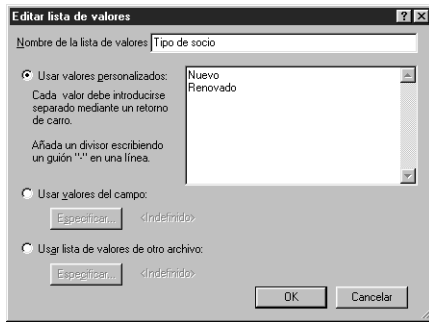 Editar lista de valores
Nombre de la lista de valores Tipo de socio
Usar valores personalizados:
Cada valor debe introducirse
separado mediante un retorno
de carro.
Añada un divisor escribiendo
un guión "-" en una línea.
Nuevo
Renovado
Usar valores del campo:
Especificar... <Indefinido>
Usar lista de valores de otro archivo:
Especificar... <Indefinido>
OK Cancelar